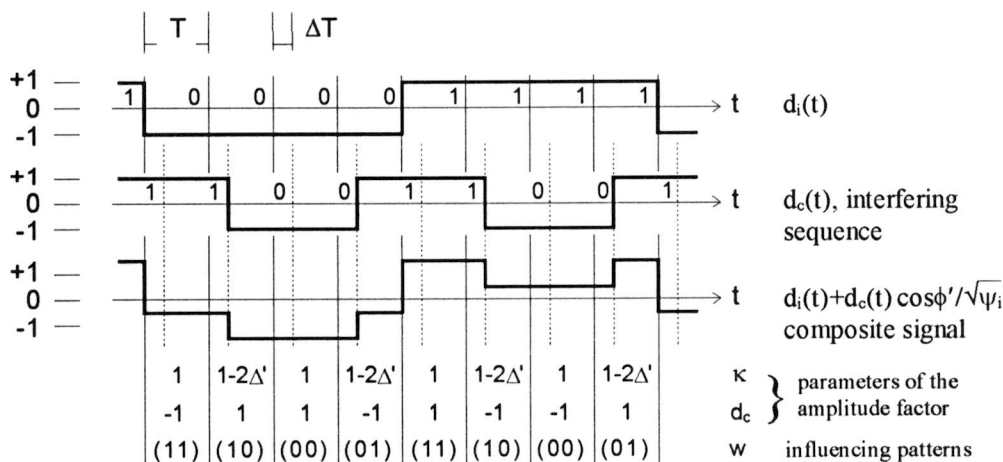 T ΔT
+1
0
-1
1 0 0 0 0 1 1 1 1
t dᵢ(t)
+1
0
-1
1 1 0 0 1 1 0 0 1
t d꜀(t), interfering
sequence
+1
0
-1
t dᵢ(t)+d꜀(t) cosϕ′/√ψᵢ
composite signal
1 1-2Δ' 1 1-2Δ' 1 1-2Δ' 1 1-2Δ' κ
-1 1 1 -1 1 -1 -1 1 d꜀ } parameters of the
amplitude factor
(11) (10) (00) (01) (11) (10) (00) (01) w influencing patterns